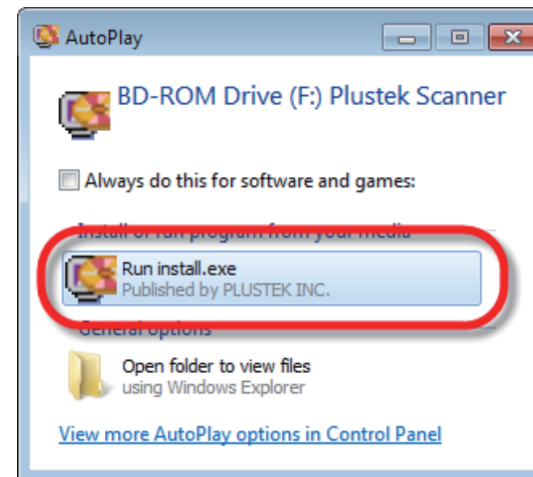 AutoPlay
BD-ROM Drive (F:) Plustek Scanner
Always do this for software and games:
Install or run program from your media
Run install.exe
Published by PLUSTEK INC.
General options
Open folder to view files
using Windows Explorer
View more AutoPlay options in Control Panel